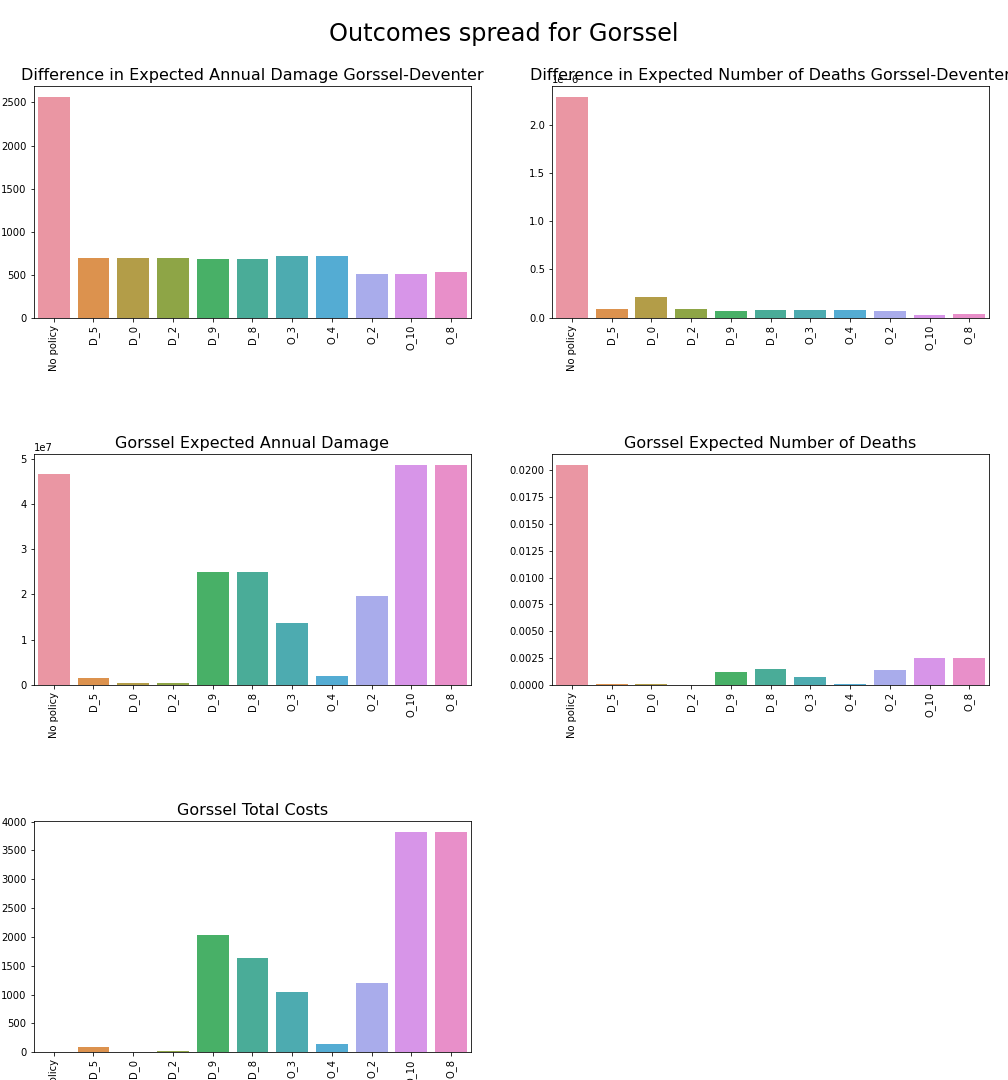 Outcomes spread for Gorssel
Difference in Expected Annual Damage Gorssel-Deventer
2500
2000
1500
1000
500
0
No policy
D_5
D_0
D_2
D_9
D_8
O_3
O_4
O_2
O_10
O_8
Difference in Expected Number of Deaths Gorssel-Deventer
1e-6
2.0
1.5
1.0
0.5
0.0
No policy
D_5
D_0
D_2
D_9
D_8
O_3
O_4
O_2
O_10
O_8
Gorssel Expected Annual Damage
1e7
5
4
3
2
1
0
No policy
D_5
D_0
D_2
D_9
D_8
O_3
O_4
O_2
O_10
O_8
Gorssel Expected Number of Deaths
0.0200
0.0175
0.0150
0.0125
0.0100
0.0075
0.0050
0.0025
0.0000
No policy
D_5
D_0
D_2
D_9
D_8
O_3
O_4
O_2
O_10
O_8
Gorssel Total Costs
4000
3500
3000
2500
2000
1500
1000
500
0
olicy
D_5
D_0
D_2
D_9
D_8
O_3
O_4
O_2
_10
O_8